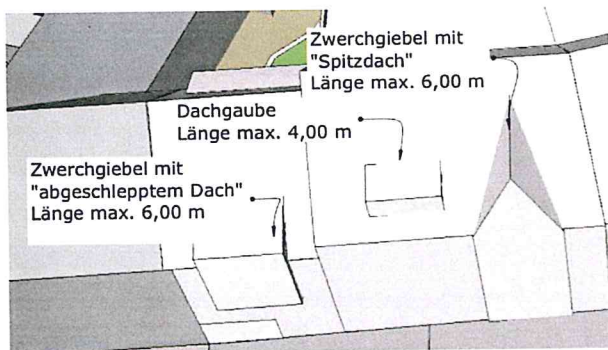 Zwerchgiebel mit
"Spitzdach"
Länge max. 6,00 m
Dachgaube
Länge max. 4,00 m
Zwerchgiebel mit
"abgeschlepptem Dach"
Länge max. 6,00 m